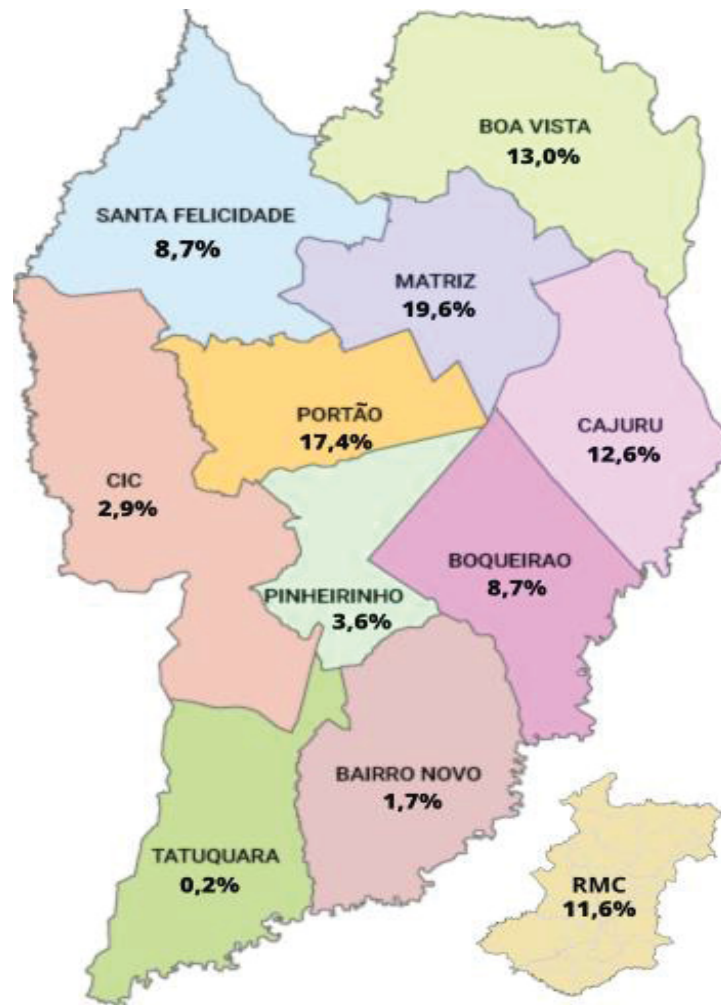 BOA VISTA
13,0%
SANTA FELICIDADE
8,7%
MATRIZ
19,6%
PORTÃO
17,4%
CAJURU
12,6%
CIC
2,9%
BOQUEIRAO
8,7%
PINHEIRINHO
3,6%
BAIRRO NOVO
1,7%
TATUQUARA
0,2%
RMC
11,6%